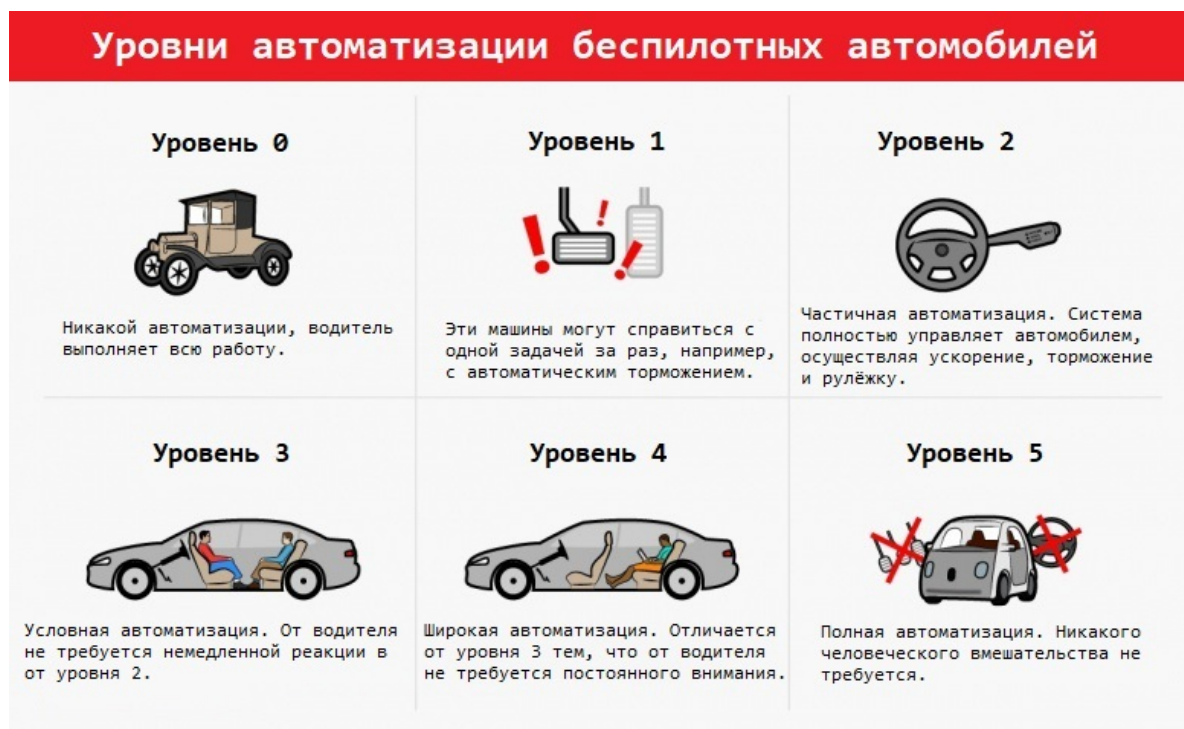 Уровни автоматизации беспилотных автомобилей
Уровень 0
Никакой автоматизации, водитель
выполняет всю работу.
Уровень 1
Эти машины могут справиться с
одной задачей за раз, например,
с автоматическим торможением.
Уровень 2
Частичная автоматизация. Система
полностью управляет автомобилем,
осуществляя ускорение, торможение
и рулёжку.
Уровень 3
Условная автоматизация. От водителя
не требуется немедленной реакции в
от уровня 2.
Уровень 4
Широкая автоматизация. Отличается
от уровня 3 тем, что от водителя
не требуется постоянного внимания.
Уровень 5
Полная автоматизация. Никакого
человеческого вмешательства не
требуется.